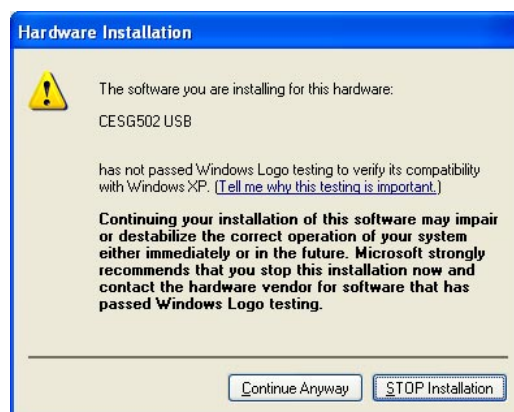 Hardware Installation
The software you are installing for this hardware:
CESG502 USB
has not passed Windows Logo testing to verify its compatibility
with Windows XP. (Tell me why this testing is important.)
Continuing your installation of this software may impair
or destabilize the correct operation of your system
either immediately or in the future. Microsoft strongly
recommends that you stop this installation now and
contact the hardware vendor for software that has
passed Windows Logo testing.
Continue Anyway STOP Installation